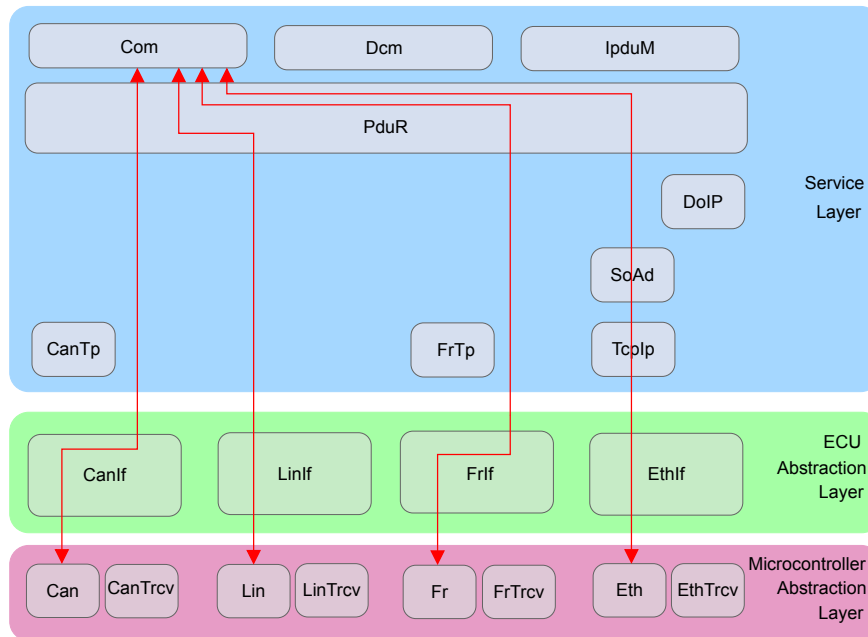 Com
Dcm
IpduM
PduR
Service
Layer
DoIP
SoAd
CanTp
FrTp
TcpIp
CanIf
LinIf
FrIf
EthIf
ECU
Abstraction
Layer
Can
CanTrcv
Lin
LinTrcv
Fr
FrTrcv
Eth
EthTrcv
Microcontroller
Abstraction
Layer